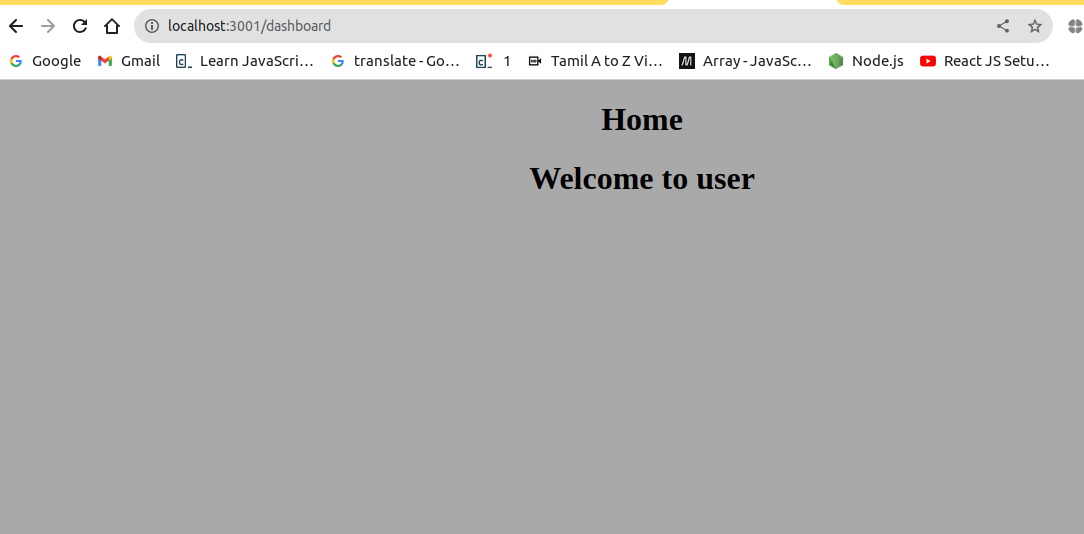 localhost:3001/dashboard
Google Gmail Learn JavaScri... translate - Go... 1 Tamil A to Z Vi... Array - JavaSc... Node.js React JS Setu...
Home
Welcome to user